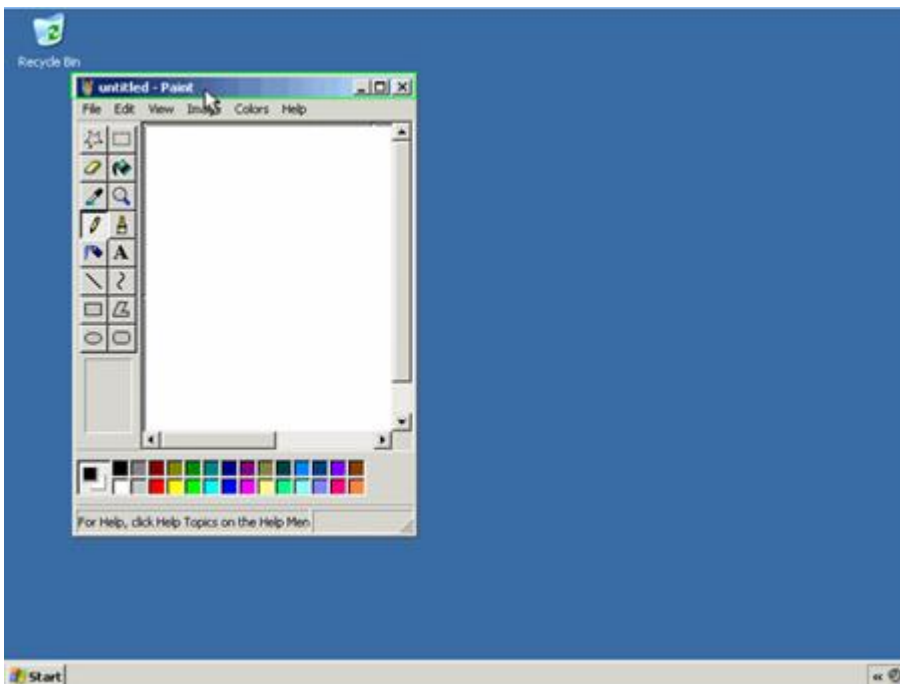 Recycle Bin
untitled - Paint
File Edit View Image Colors Help
A
For Help, click Help Topics on the Help Men
Start